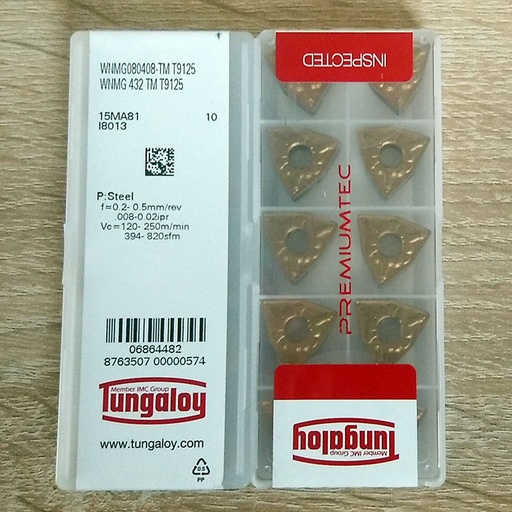 WNMG080408-TM T9125
WNMG 432 TM T9125
15MA81 10
I8013
P:Steel
f=0.2- 0.5mm/rev
.008-0.02ipr
Vc=120- 250m/min
394- 820sfm
06864482
8763507 00000574
Member IMC Group
Tungaloy
www.tungaloy.com
05
PP
INSPECTED
PREMIUMTEC
Tungaloy
Member IMC Group